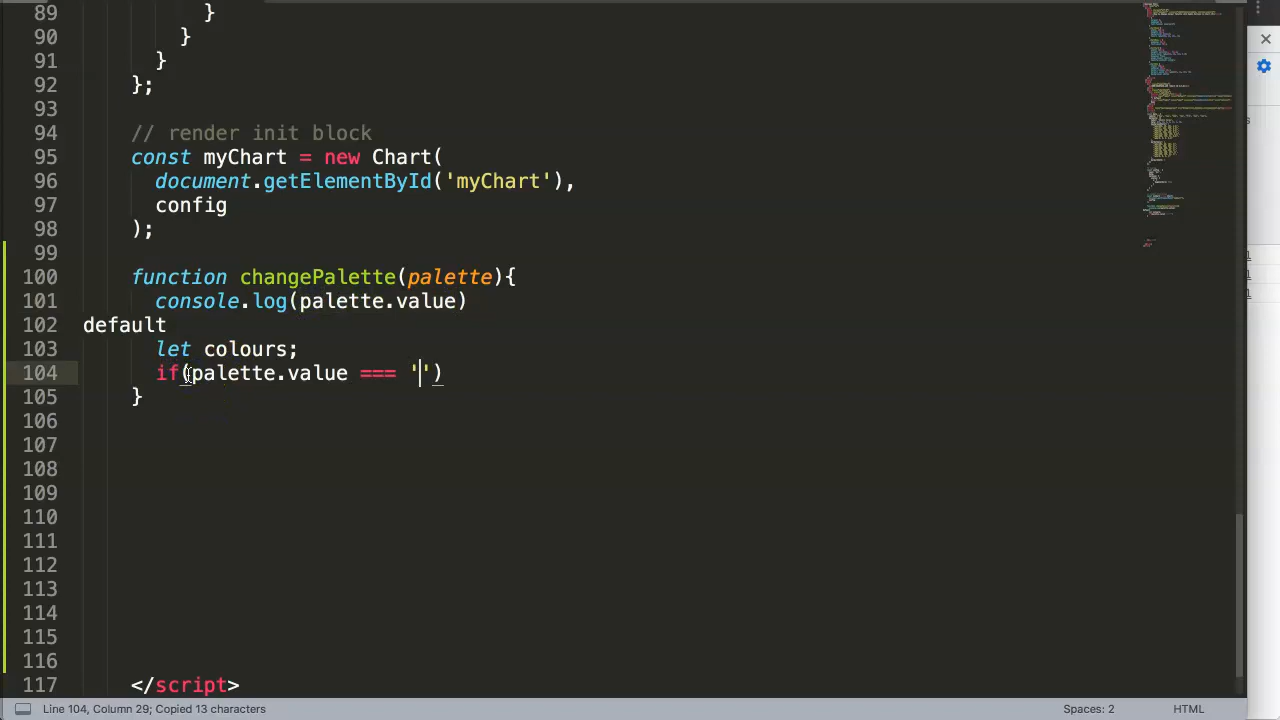 89 }
90 }
91 }
92 };
93
94 // render init block
95 const myChart = new Chart(
96 document.getElementById('myChart'),
97 config
98 );
99
100 function changePalette(palette){
101 console.log(palette.value)
102 default
103 let colours;
104 if(palette.value === '')
105 }
106
107
108
109
110
111
112
113
114
115
116
117 </script>
Line 104, Column 29; Copied 13 characters
Spaces: 2
HTML